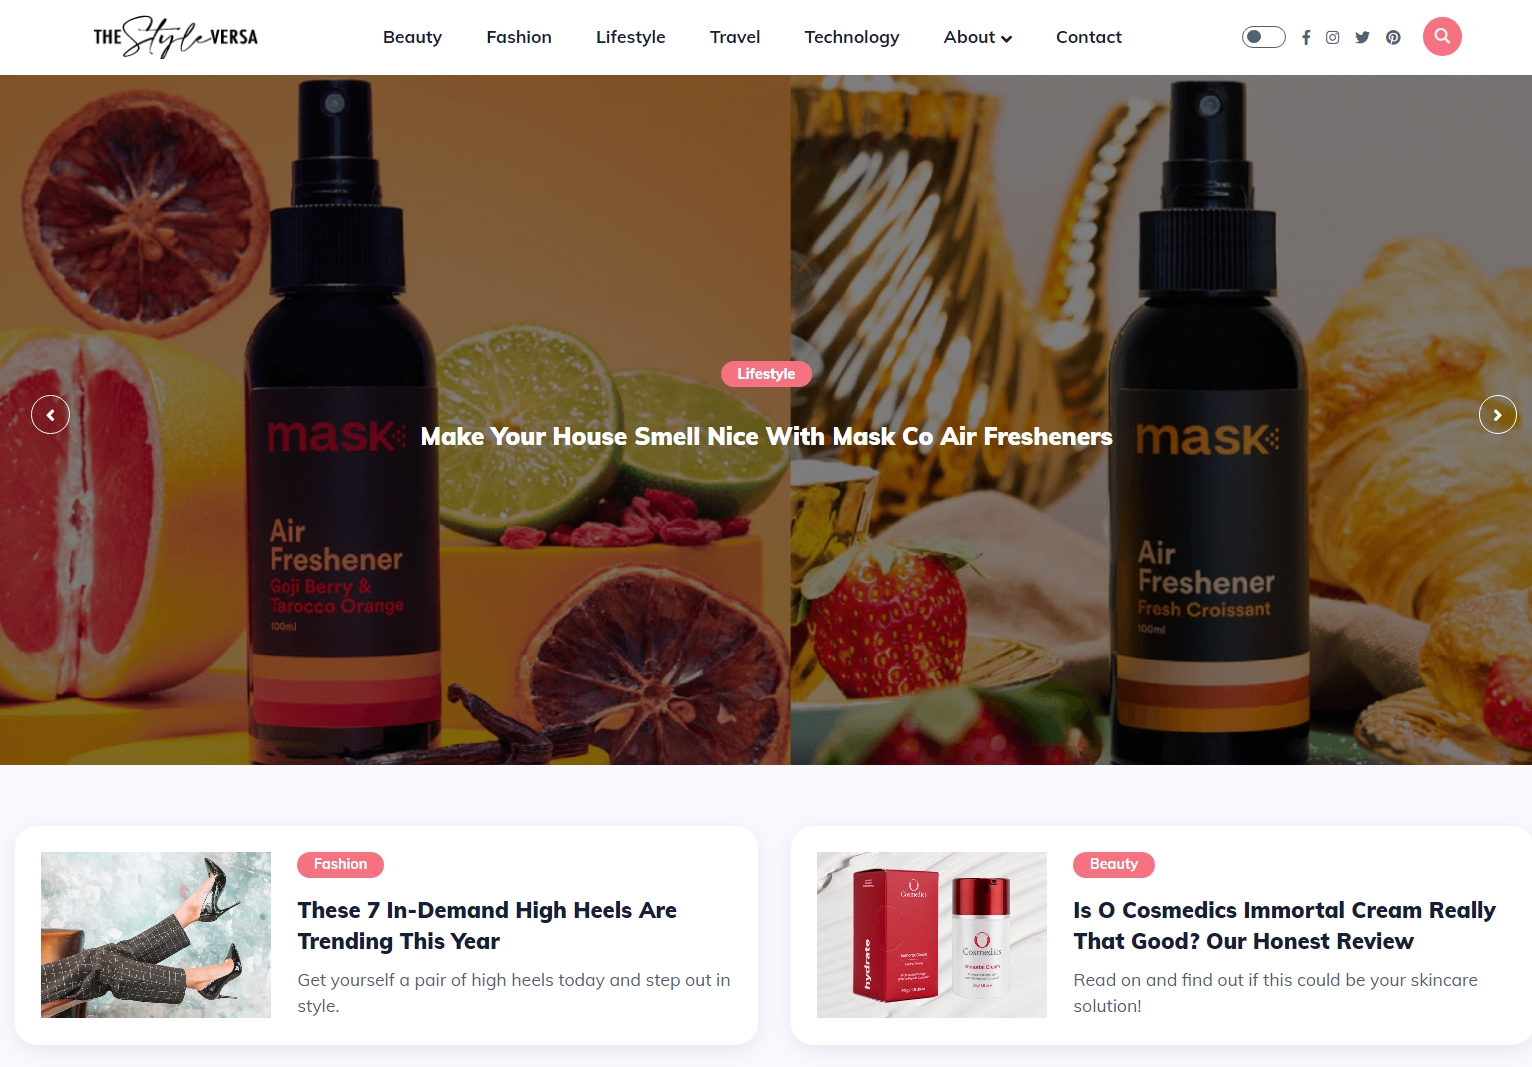 THE Style VERSA
Beauty
Fashion
Lifestyle
Travel
Technology
About
Contact
Lifestyle
Make Your House Smell Nice With Mask Co Air Fresheners
mask
Air
Freshener
Goji Berry &
Tarocco Orange
100ml
mask
Air
Freshener
Fresh Croissant
100ml
Fashion
These 7 In-Demand High Heels Are
Trending This Year
Get yourself a pair of high heels today and step out in
style.
O
Cosmedics
hydrate
Immortal Cream
O
Cosmedics
Immortal Cream
Beauty
Is O Cosmedics Immortal Cream Really
That Good? Our Honest Review
Read on and find out if this could be your skincare
solution!